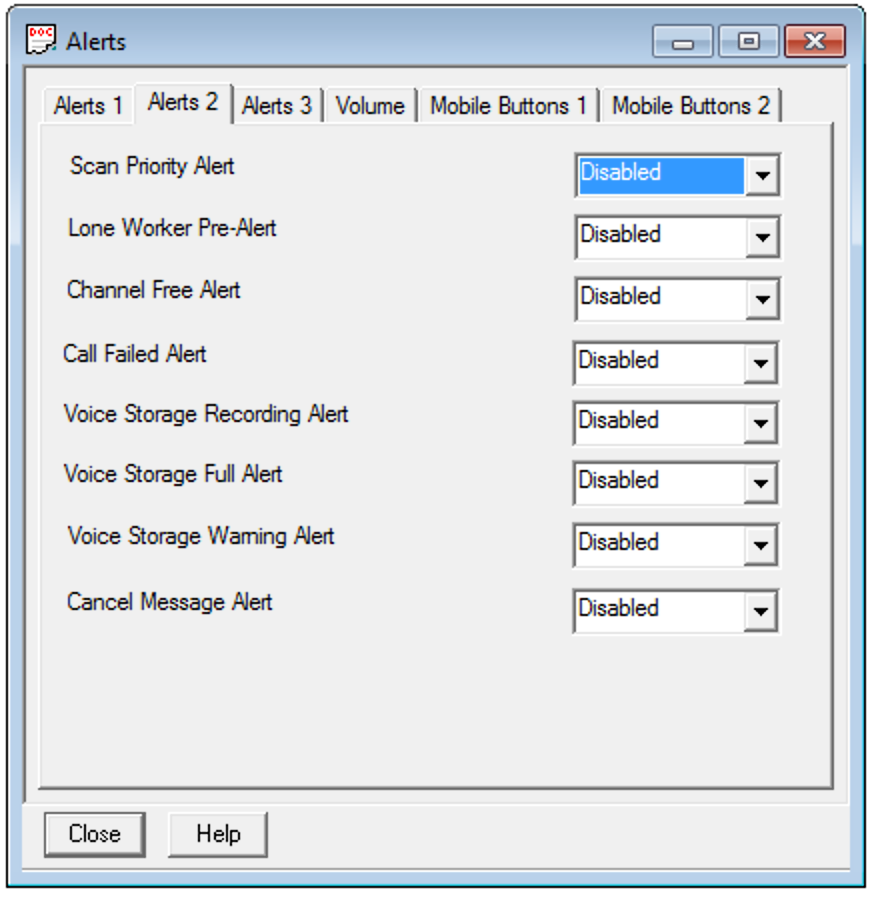 DOC
Alerts
Alerts 1 Alerts 2 Alerts 3 Volume Mobile Buttons 1 Mobile Buttons 2
Scan Priority Alert Disabled
Lone Worker Pre-Alert Disabled
Channel Free Alert Disabled
Call Failed Alert Disabled
Voice Storage Recording Alert Disabled
Voice Storage Full Alert Disabled
Voice Storage Warning Alert Disabled
Cancel Message Alert Disabled
Close Help